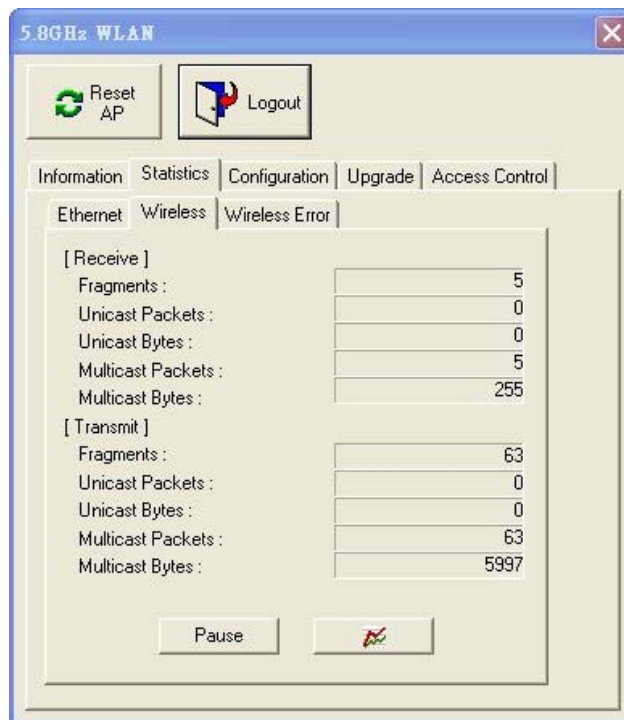 5.8GHz WLAN
Reset
AP
Logout
Information Statistics Configuration Upgrade Access Control
Ethernet Wireless Wireless Error
[ Receive ]
Fragments : 5
Unicast Packets : 0
Unicast Bytes : 0
Multicast Packets : 5
Multicast Bytes : 255
[ Transmit ]
Fragments : 63
Unicast Packets : 0
Unicast Bytes : 0
Multicast Packets : 63
Multicast Bytes : 5997
Pause